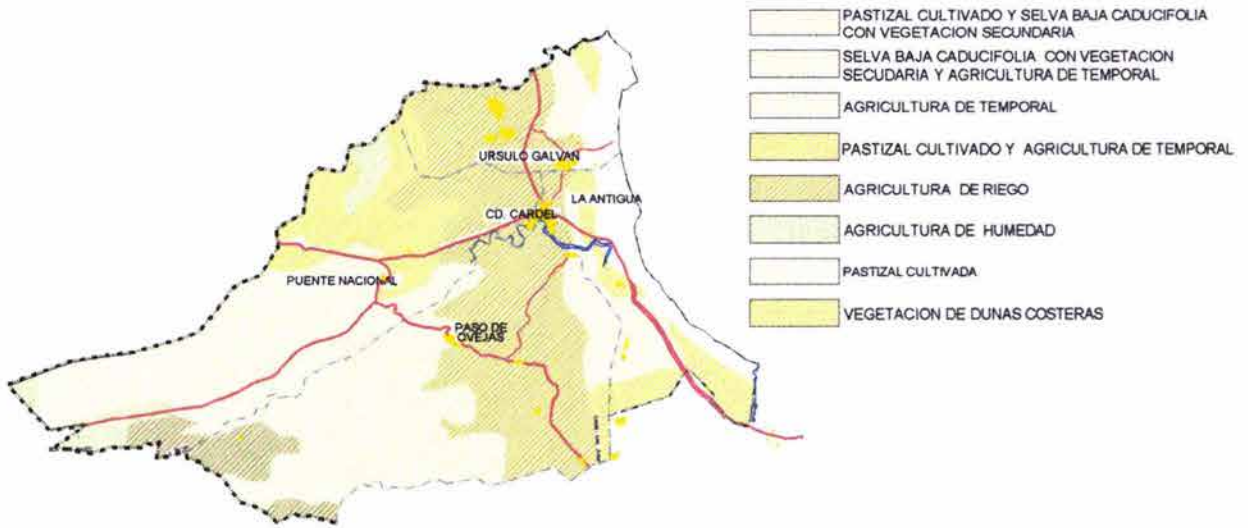 PASTIZAL CULTIVADO Y SELVA BAJA CADUCIFOLIA
CON VEGETACION SECUNDARIA
SELVA BAJA CADUCIFOLIA CON VEGETACION
SECUDARIA Y AGRICULTURA DE TEMPORAL
AGRICULTURA DE TEMPORAL
PASTIZAL CULTIVADO Y AGRICULTURA DE TEMPORAL
AGRICULTURA DE RIEGO
AGRICULTURA DE HUMEDAD
PASTIZAL CULTIVADA
VEGETACION DE DUNAS COSTERAS
URSULO GALVAN
LA ANTIGUA
CD. CARDEL
PUENTE NACIONAL
PASO DE
OVEJAS